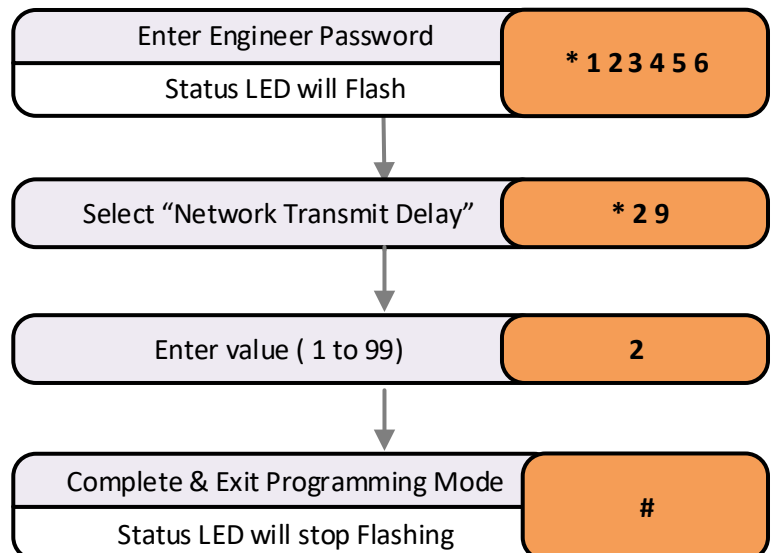 Enter Engineer Password
* 1 2 3 4 5 6
Status LED will Flash
Select “Network Transmit Delay”
* 2 9
Enter value ( 1 to 99)
2
Complete & Exit Programming Mode
#
Status LED will stop Flashing